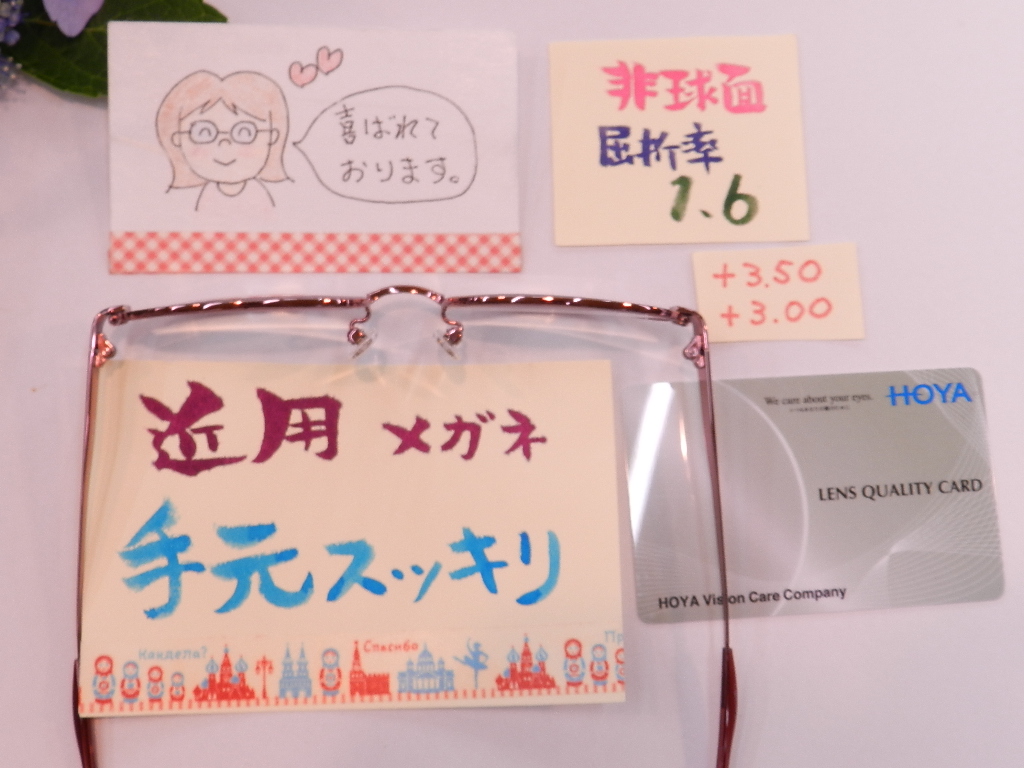 喜ばれて
おります。
非球面
屈折率
1.6
+3.50
+3.00
近用 メガネ
手元スッキリ
Какдела?
Спасибо
Пр
We care about your eyes.
HOYA
LENS QUALITY CARD
HOYA Vision Care Company